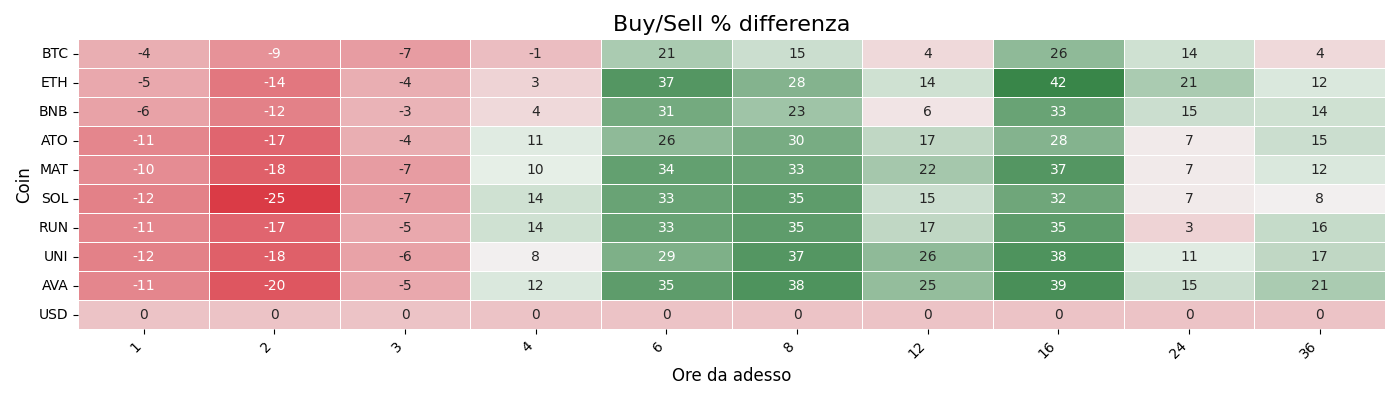 Buy/Sell % differenza
BTC -4 -9 -7 -1 21 15 4 26 14 4
ETH -5 -14 -4 3 37 28 14 42 21 12
BNB -6 -12 -3 4 31 23 6 33 15 14
ATO -11 -17 -4 11 26 30 17 28 7 15
MAT -10 -18 -7 10 34 33 22 37 7 12
SOL -12 -25 -7 14 33 35 15 32 7 8
RUN -11 -17 -5 14 33 35 17 35 3 16
UNI -12 -18 -6 8 29 37 26 38 11 17
AVA -11 -20 -5 12 35 38 25 39 15 21
USD 0 0 0 0 0 0 0 0 0 0
Coin
1 2 3 4 6 8 12 16 24 36
Ore da adesso